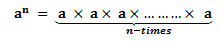 aⁿ = a × a × a × ... ... ... × a
n-times